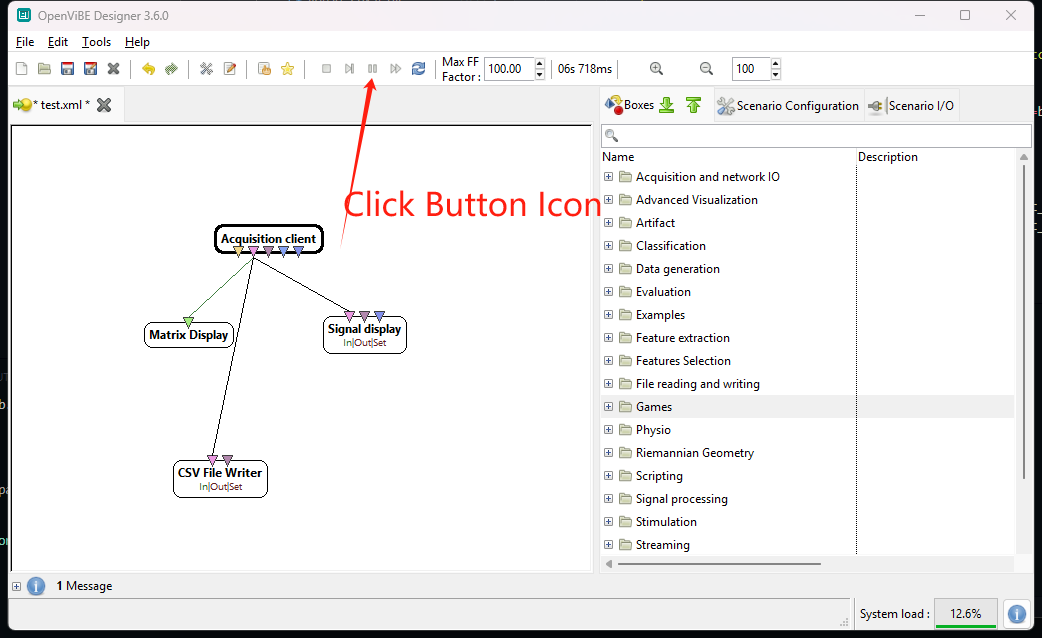 OpenViBE Designer 3.6.0
File Edit Tools Help
Max FF Factor : 100.00 06s 718ms 100
* test.xml *
Boxes Scenario Configuration Scenario I/O
Name Description
Acquisition and network IO
Advanced Visualization
Click Button Icon
Artifact
Acquisition client
Classification
Data generation
Evaluation
Examples
Matrix Display
Signal display
In|Out|Set
Feature extraction
Features Selection
File reading and writing
Games
Physio
Riemannian Geometry
CSV File Writer
In|Out|Set
Scripting
Signal processing
Stimulation
Streaming
1 Message
System load : 12.6%